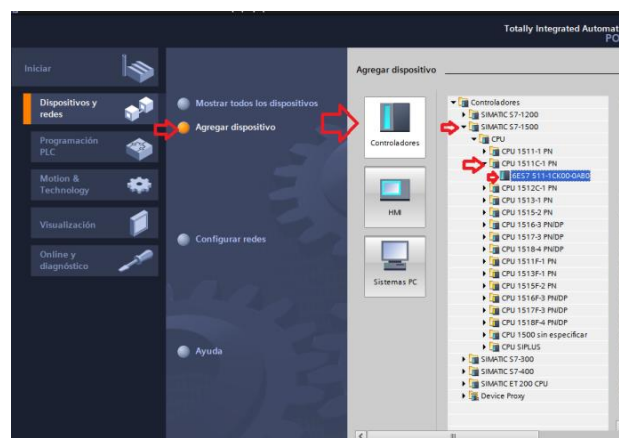 Totally Integrated Automat
PO
Iniciar
Dispositivos y
redes
Programación
PLC
Motion &
Technology
Visualización
Online y
diagnóstico
Mostrar todos los dispositivos
Agregar dispositivo
Configurar redes
Ayuda
Agregar dispositivo
Controladores
HMI
Sistemas PC
Controladores
SIMATIC S7-1200
SIMATIC S7-1500
CPU
CPU 1511-1 PN
CPU 1511C-1 PN
6ES7 511-1CK00-0AB0
CPU 1512C-1 PN
CPU 1513-1 PN
CPU 1515-2 PN
CPU 1516-3 PN/DP
CPU 1517-3 PN/DP
CPU 1518-4 PN/DP
CPU 1511F-1 PN
CPU 1513F-1 PN
CPU 1515F-2 PN
CPU 1516F-3 PN/DP
CPU 1517F-3 PN/DP
CPU 1518F-4 PN/DP
CPU 1500 sin especificar
CPU SIPLUS
SIMATIC S7-300
SIMATIC S7-400
SIMATIC ET 200 CPU
Device Proxy